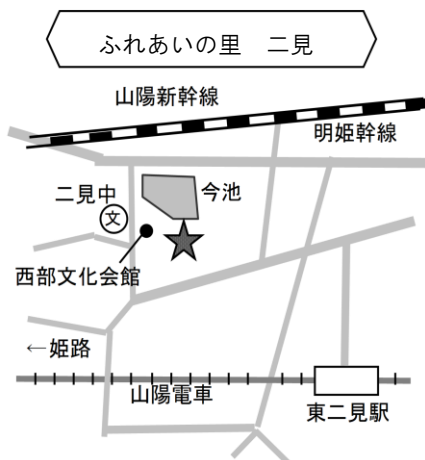 ふれあいの里　二見
山陽新幹線
明姫幹線
二見中
今池
文
西部文化会館
←姫路
山陽電車
東二見駅